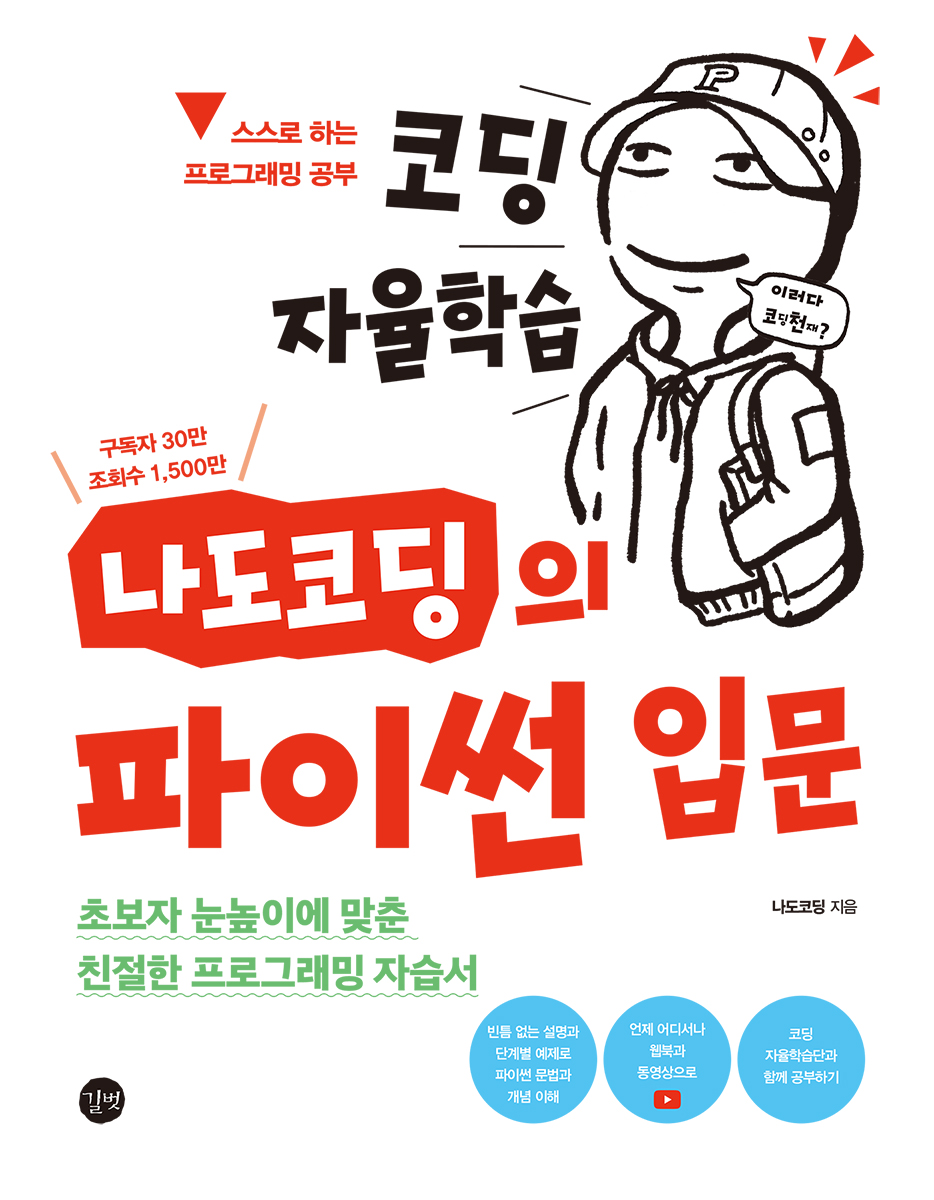 스스로 하는
프로그래밍 공부
코딩
자율학습
P
이러다
코딩천재?
구독자 30만
조회수 1,500만
나도코딩의
파이썬 입문
초보자 눈높이에 맞춘
친절한 프로그래밍 자습서
나도코딩 지음
빈틈 없는 설명과
단계별 예제로
파이썬 문법과
개념 이해
언제 어디서나
웹북과
동영상으로
코딩
자율학습단과
함께 공부하기
길벗